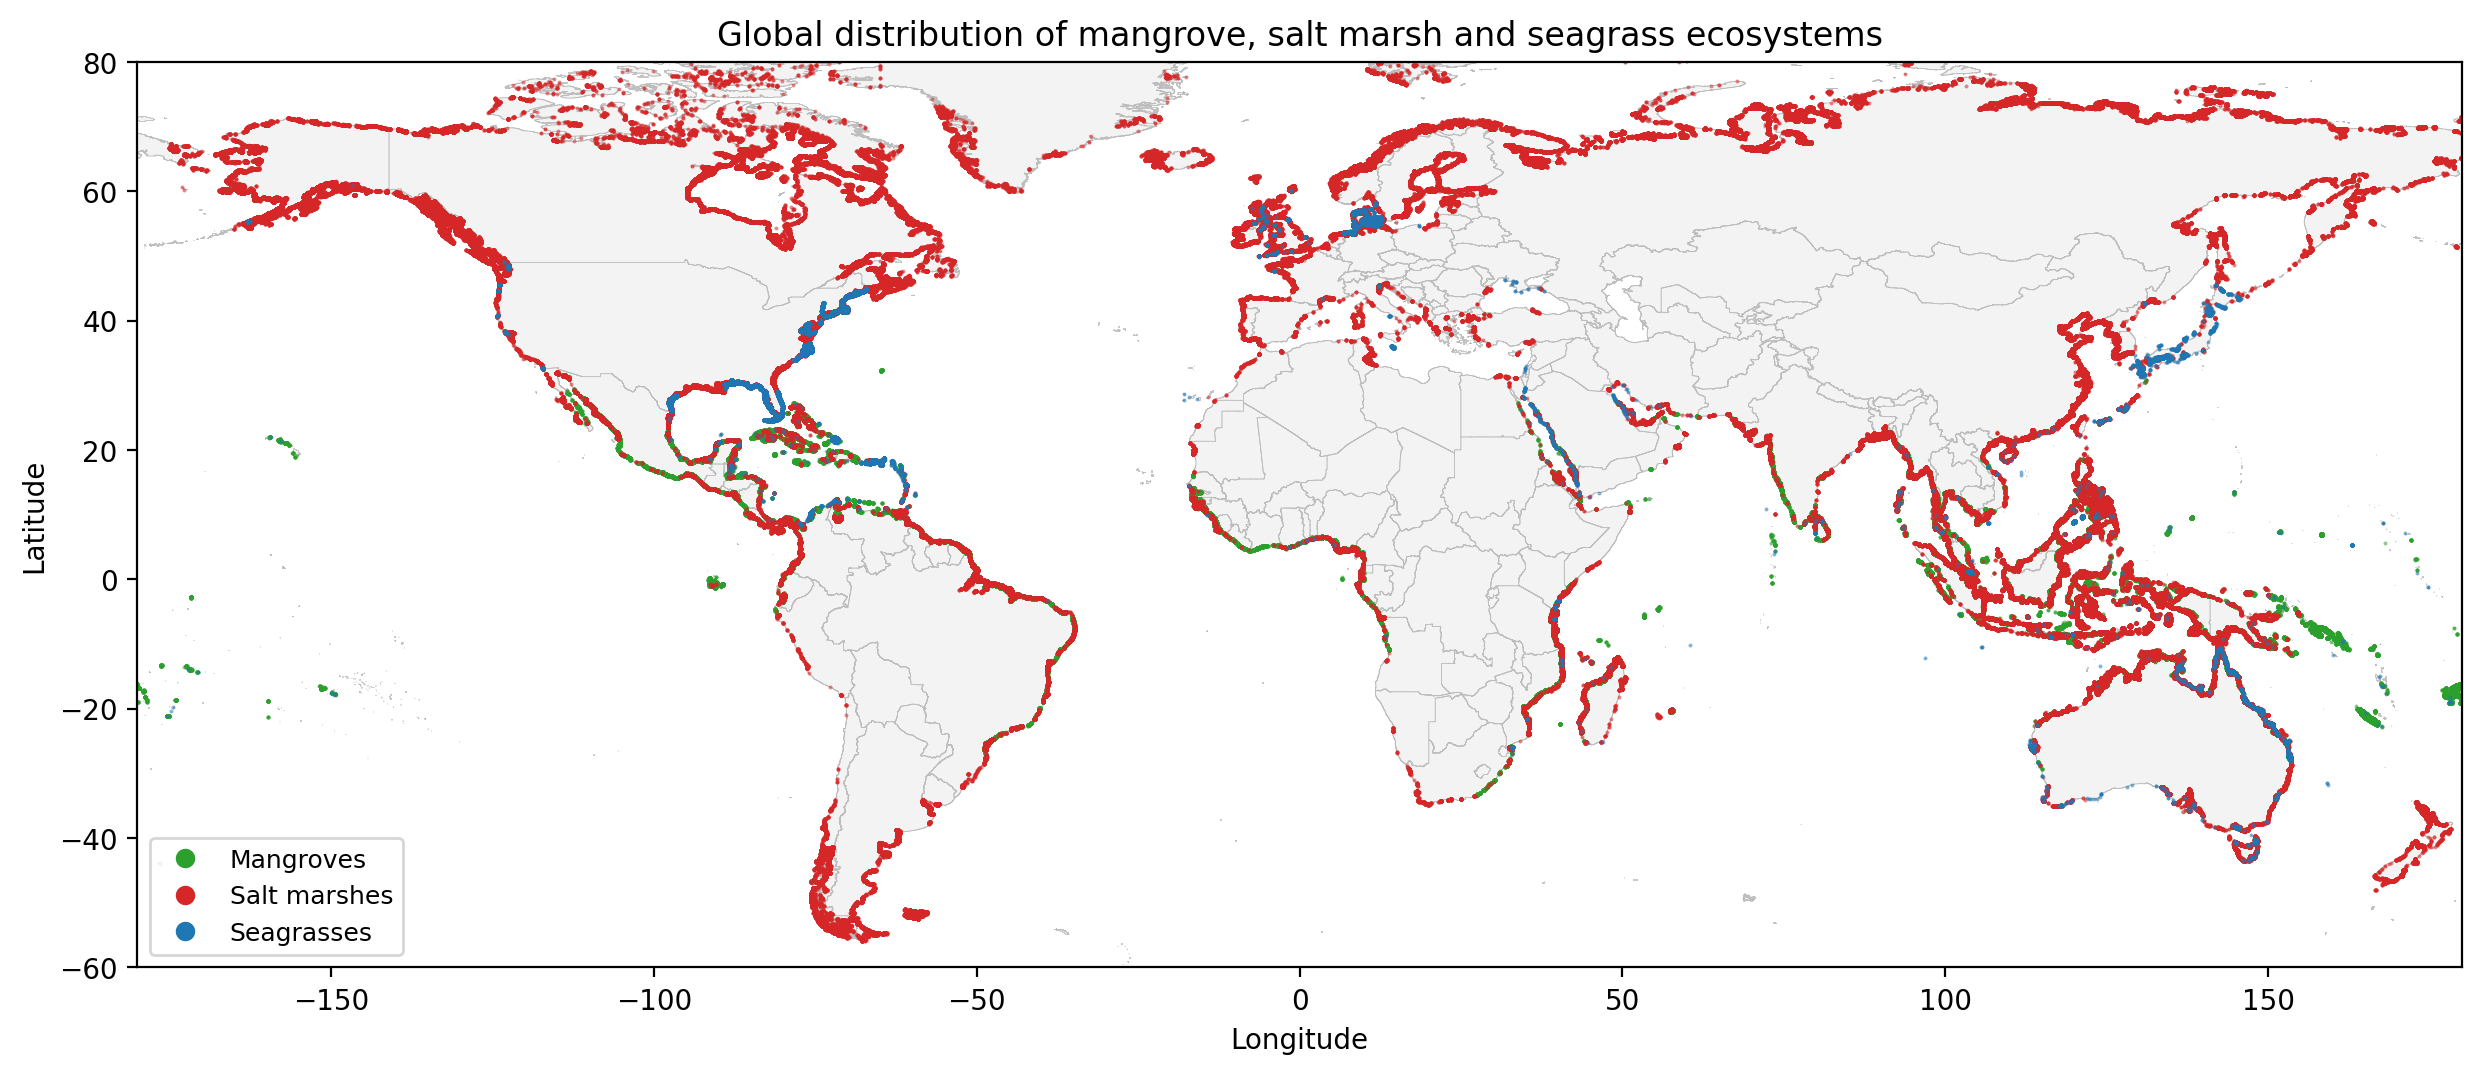 Global distribution of mangrove, salt marsh and seagrass ecosystems
80
60
40
20
0
−20
−40
−60
Latitude
Mangroves
Salt marshes
Seagrasses
−150 −100 −50 0 50 100 150
Longitude